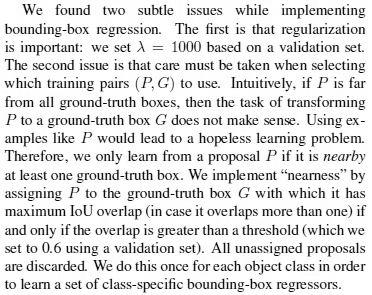 We found two subtle issues while implementing
bounding-box regression. The first is that regularization
is important: we set λ = 1000 based on a validation set.
The second issue is that care must be taken when selecting
which training pairs (P, G) to use. Intuitively, if P is far
from all ground-truth boxes, then the task of transforming
P to a ground-truth box G does not make sense. Using ex-
amples like P would lead to a hopeless learning problem.
Therefore, we only learn from a proposal P if it is nearby
at least one ground-truth box. We implement “nearness” by
assigning P to the ground-truth box G with which it has
maximum IoU overlap (in case it overlaps more than one) if
and only if the overlap is greater than a threshold (which we
set to 0.6 using a validation set). All unassigned proposals
are discarded. We do this once for each object class in order
to learn a set of class-specific bounding-box regressors.